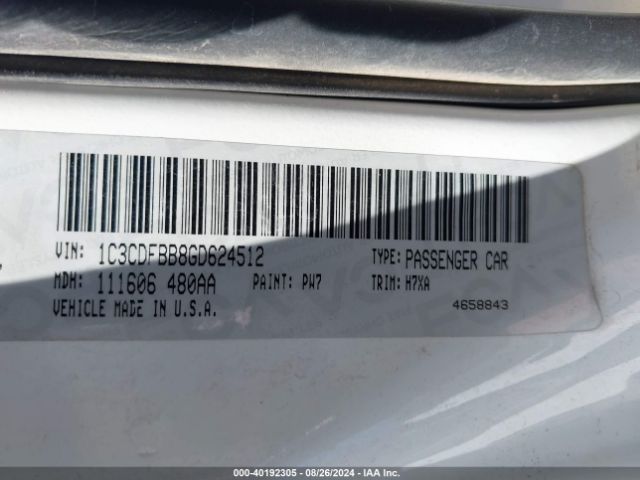 VIN: 1C3CDFBB8GD624512 TYPE: PASSENGER CAR
MDH: 111606 480AA PAINT: PW7 TRIM: H7XA
VEHICLE MADE IN U.S.A. 4658843
000-40192305 - 08/26/2024 - IAA Inc.